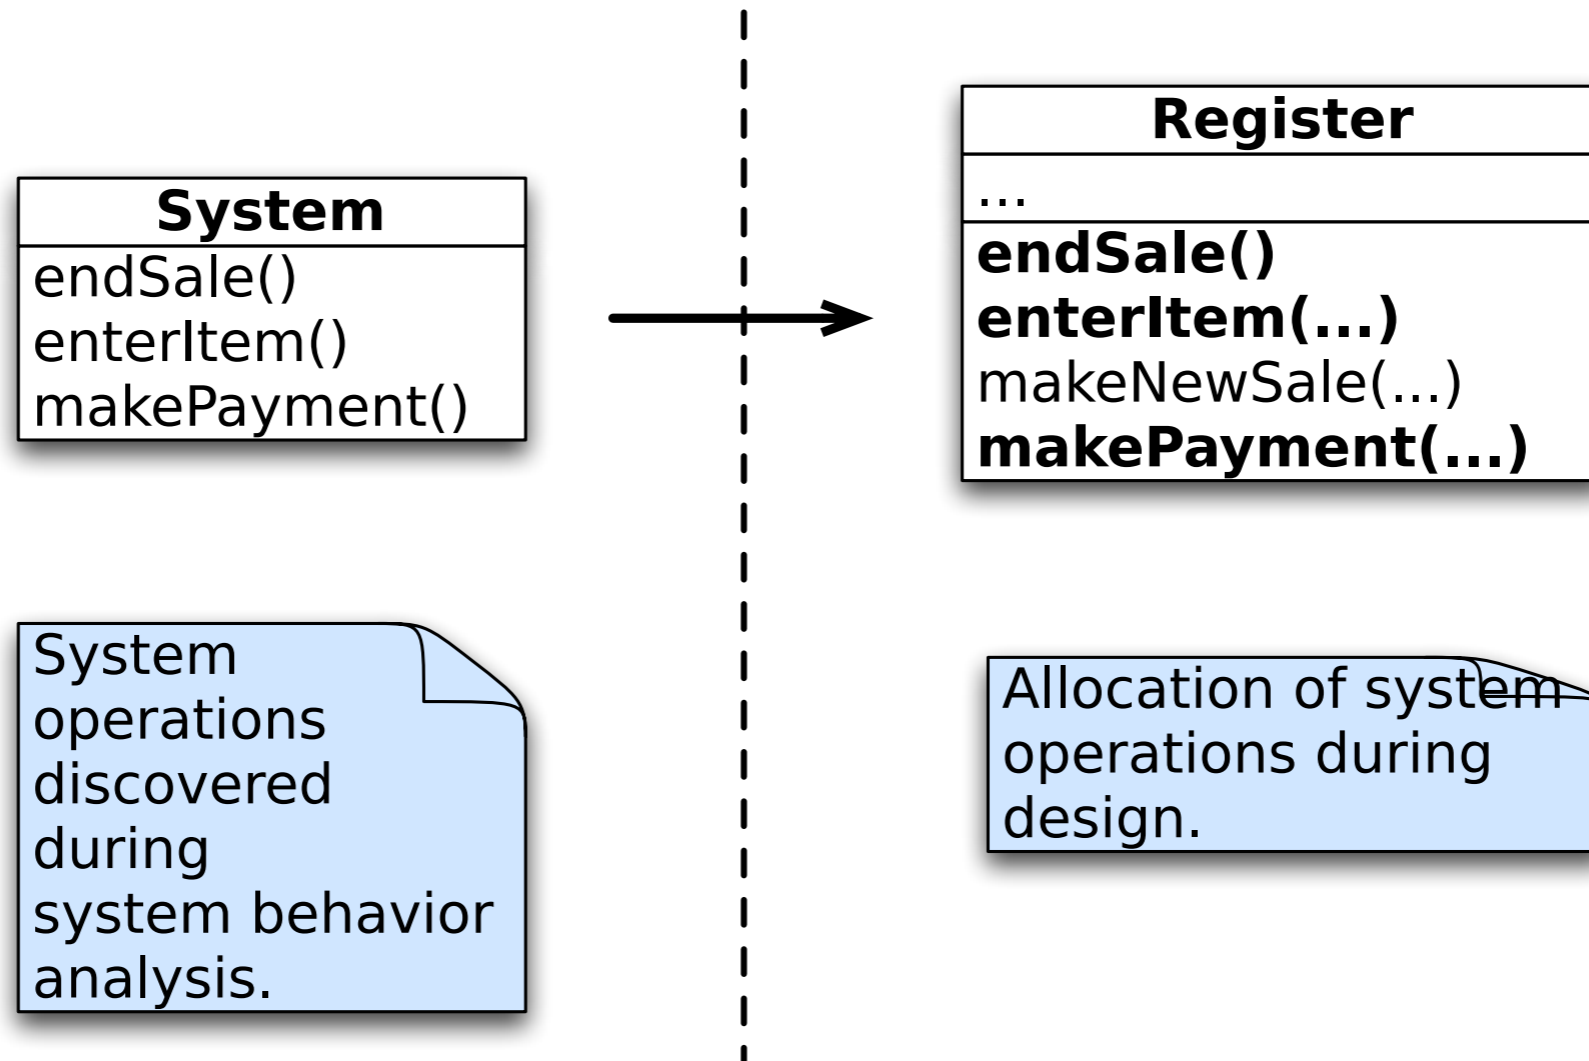 System
endSale()
enterItem()
makePayment()
Register
...
endSale()
enterItem(...)
makeNewSale(...)
makePayment(...)
System
operations
discovered
during
system behavior
analysis.
Allocation of system
operations during
design.